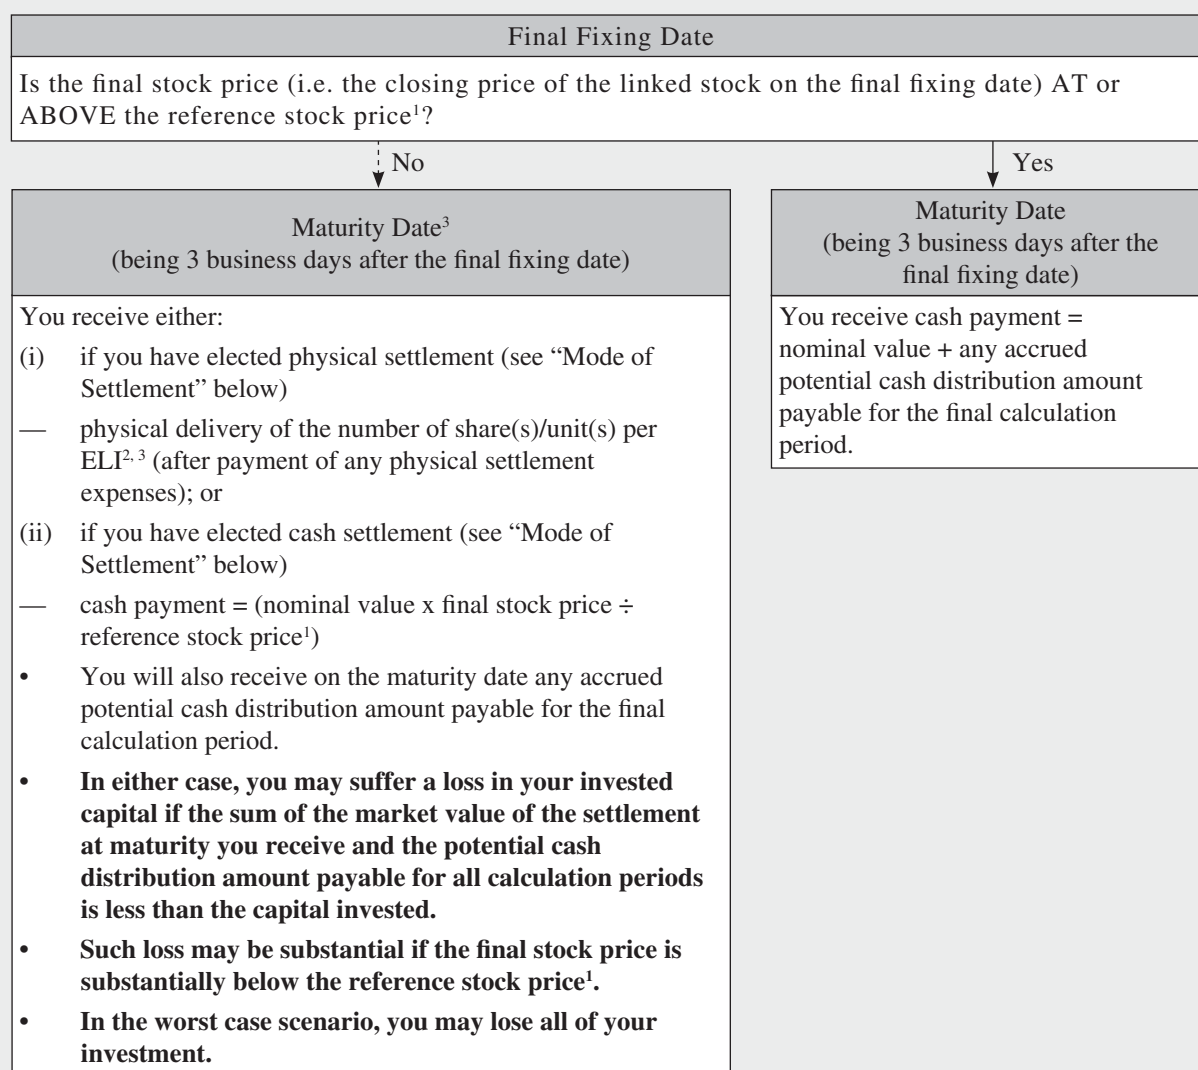 Final Fixing Date
Is the final stock price (i.e. the closing price of the linked stock on the final fixing date) AT or
ABOVE the reference stock price¹?
No
Yes
Maturity Date³
(being 3 business days after the final fixing date)
You receive either:
(i) if you have elected physical settlement (see “Mode of
Settlement” below)
— physical delivery of the number of share(s)/unit(s) per
ELI²,³ (after payment of any physical settlement
expenses); or
(ii) if you have elected cash settlement (see “Mode of
Settlement” below)
— cash payment = (nominal value x final stock price ÷
reference stock price¹)
• You will also receive on the maturity date any accrued
potential cash distribution amount payable for the final
calculation period.
• In either case, you may suffer a loss in your invested
capital if the sum of the market value of the settlement
at maturity you receive and the potential cash
distribution amount payable for all calculation periods
is less than the capital invested.
• Such loss may be substantial if the final stock price is
substantially below the reference stock price¹.
• In the worst case scenario, you may lose all of your
investment.
Maturity Date
(being 3 business days after the
final fixing date)
You receive cash payment =
nominal value + any accrued
potential cash distribution amount
payable for the final calculation
period.